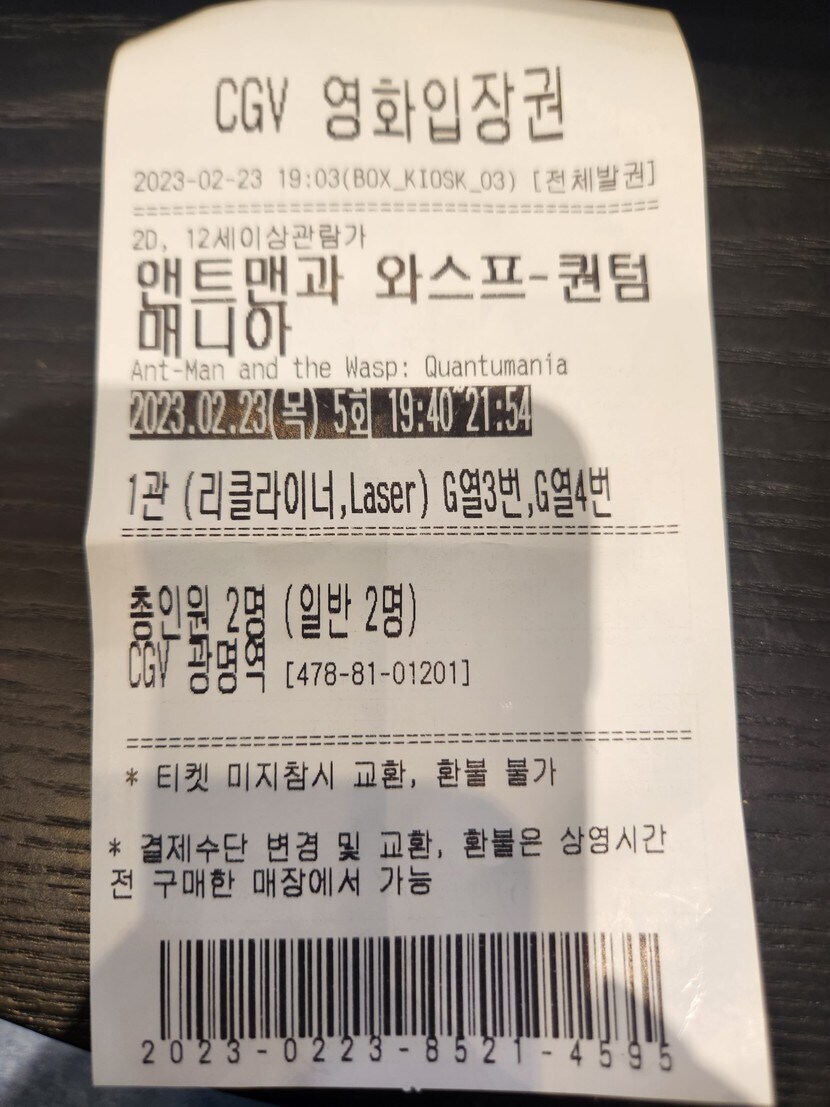 CGV 영화입장권
2023-02-23 19:03(BOX_KIOSK_03) [전체발권]
==================================================
2D, 12세이상관람가
앤트맨과 와스프-퀀텀
매니아
Ant-Man and the Wasp: Quantumania
2023.02.23(목) 5회 19:40~21:54
1관 (리클라이너,Laser) G열3번,G열4번
==================================================
총인원 2명 (일반 2명)
CGV 광명역 [478-81-01201]
==================================================
* 티켓 미지참시 교환, 환불 불가
* 결제수단 변경 및 교환, 환불은 상영시간
전 구매한 매장에서 가능
2023-0223-8521-4595